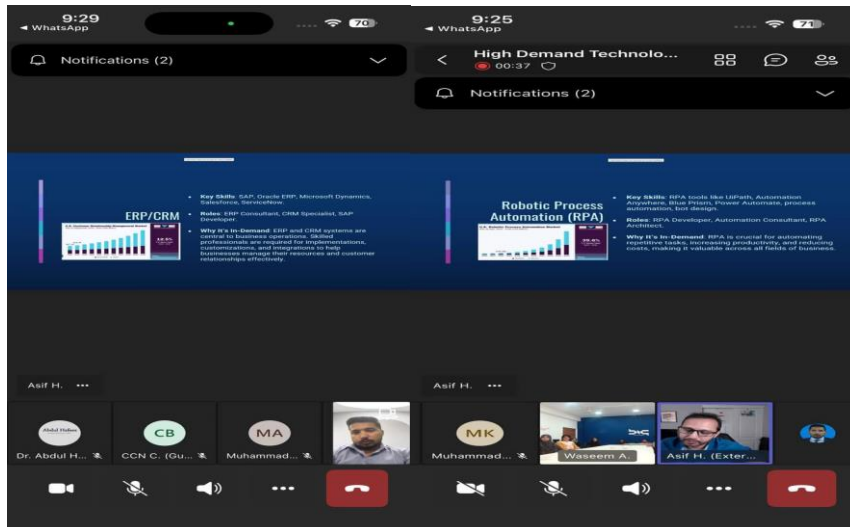 9:29
◄ WhatsApp
70
Notifications (2)
ERP/CRM
• Key Skills: SAP, Oracle ERP, Microsoft Dynamics,
Salesforce, ServiceNow.
• Roles: ERP Consultant, CRM Specialist, SAP
Developer.
• Why It's In-Demand: ERP and CRM systems are
central to business operations. Skilled
professionals are required for implementations,
customizations, and integrations to help
businesses manage their resources and customer
relationships effectively.
Asif H.
Dr. Abdul H...
CB
CCN C. (Gu...
MA
Muhammad...
9:25
◄ WhatsApp
71
High Demand Technolo...
00:37
Notifications (2)
Robotic Process
Automation (RPA)
• Key Skills: RPA tools like UiPath, Automation
Anywhere, Blue Prism, Power Automate, process
automation, bot design.
• Roles: RPA Developer, Automation Consultant, RPA
Architect.
• Why It's In-Demand: RPA is crucial for automating
repetitive tasks, increasing productivity, and reducing
costs, making it valuable across all fields of business.
Asif H.
MK
Muhammad...
Waseem A.
Asif H. (Exter...